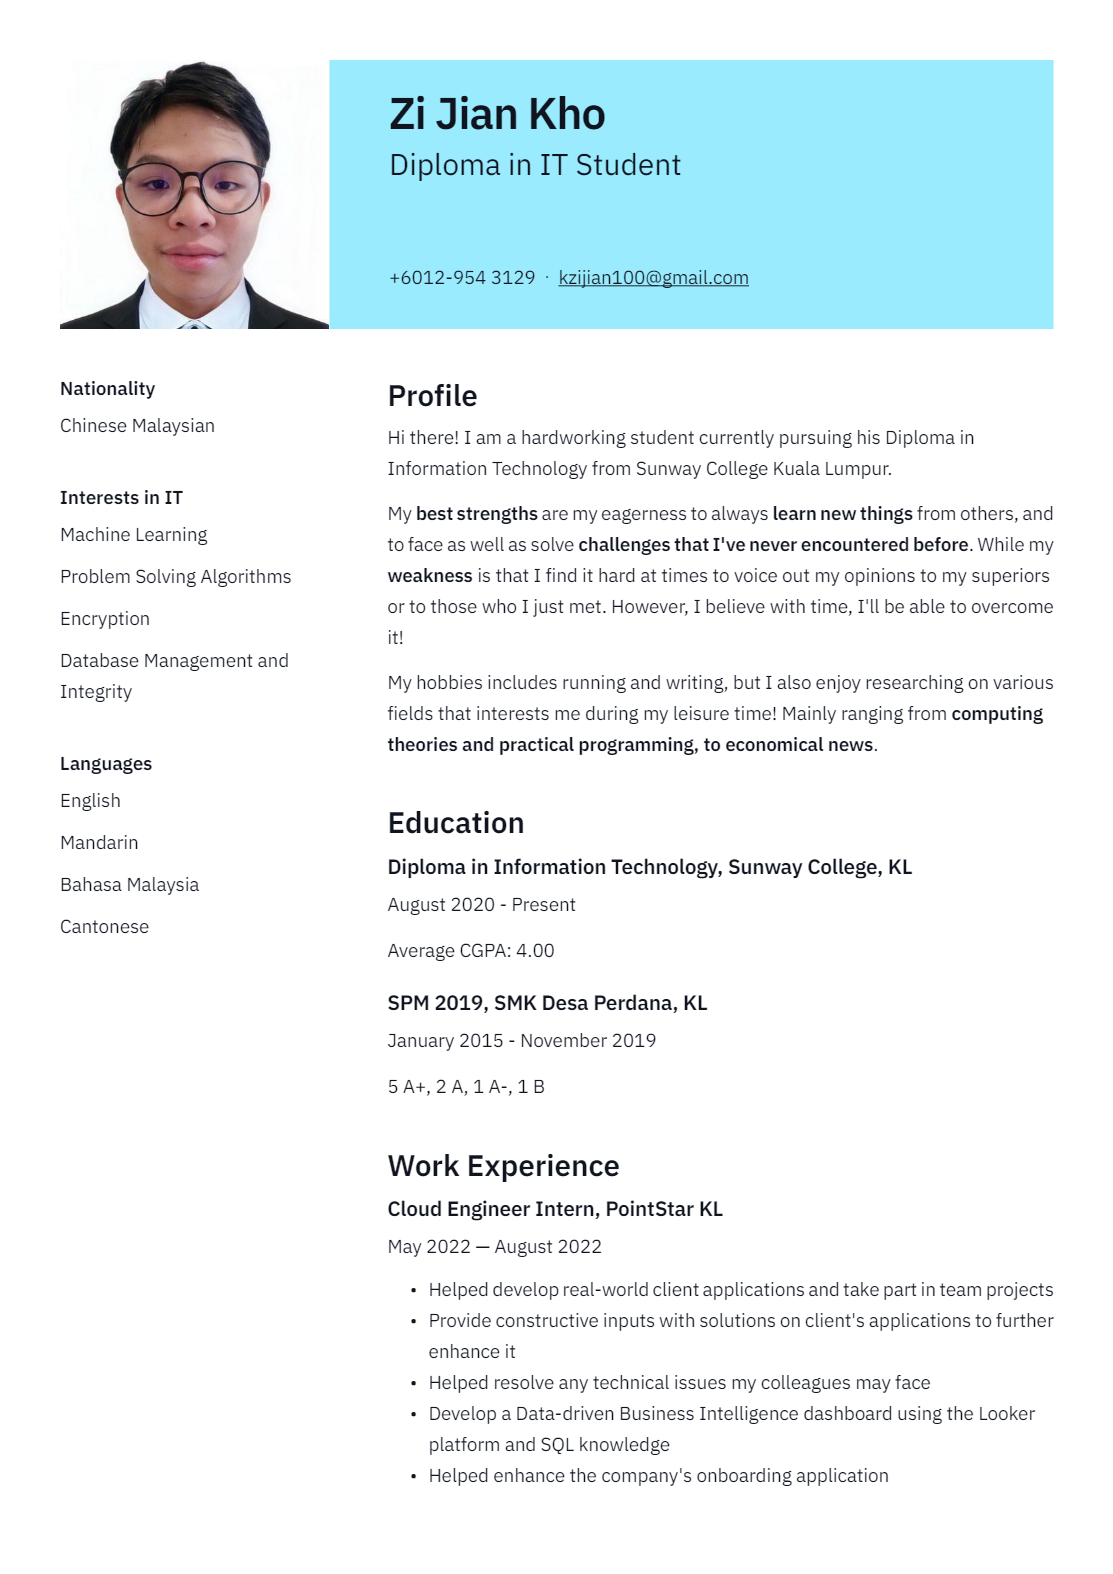 Zi Jian Kho
Diploma in IT Student
+6012-954 3129 · kzijian100@gmail.com
Nationality
Chinese Malaysian
Interests in IT
Machine Learning
Problem Solving Algorithms
Encryption
Database Management and
Integrity
Languages
English
Mandarin
Bahasa Malaysia
Cantonese
Profile
Hi there! I am a hardworking student currently pursuing his Diploma in
Information Technology from Sunway College Kuala Lumpur.
My best strengths are my eagerness to always learn new things from others, and
to face as well as solve challenges that I've never encountered before. While my
weakness is that I find it hard at times to voice out my opinions to my superiors
or to those who I just met. However, I believe with time, I'll be able to overcome
it!
My hobbies includes running and writing, but I also enjoy researching on various
fields that interests me during my leisure time! Mainly ranging from computing
theories and practical programming, to economical news.
Education
Diploma in Information Technology, Sunway College, KL
August 2020 - Present
Average CGPA: 4.00
SPM 2019, SMK Desa Perdana, KL
January 2015 - November 2019
5 A+, 2 A, 1 A-, 1 B
Work Experience
Cloud Engineer Intern, PointStar KL
May 2022 — August 2022
• Helped develop real-world client applications and take part in team projects
• Provide constructive inputs with solutions on client's applications to further
enhance it
• Helped resolve any technical issues my colleagues may face
• Develop a Data-driven Business Intelligence dashboard using the Looker
platform and SQL knowledge
• Helped enhance the company's onboarding application